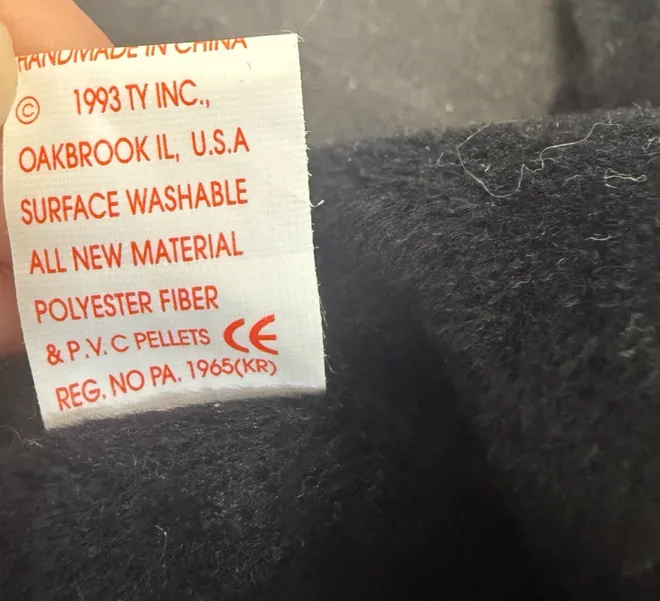 HANDMADE IN CHINA
© 1993 TY INC.,
OAKBROOK IL, U.S.A
SURFACE WASHABLE
ALL NEW MATERIAL
POLYESTER FIBER
& P.V.C PELLETS CE
REG. NO PA. 1965(KR)